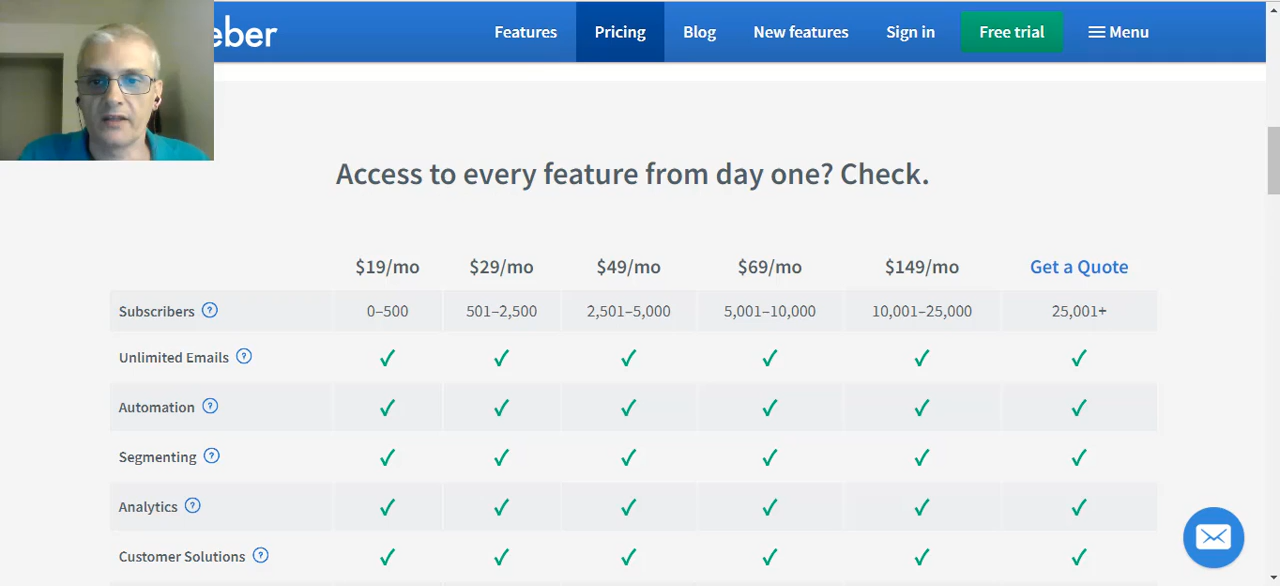 eber
Features
Pricing
Blog
New features
Sign in
Free trial
Menu
Access to every feature from day one? Check.
$19/mo $29/mo $49/mo $69/mo $149/mo Get a Quote
Subscribers ? 0–500 501–2,500 2,501–5,000 5,001–10,000 10,001–25,000 25,001+
Unlimited Emails ? ✓ ✓ ✓ ✓ ✓ ✓
Automation ? ✓ ✓ ✓ ✓ ✓ ✓
Segmenting ? ✓ ✓ ✓ ✓ ✓ ✓
Analytics ? ✓ ✓ ✓ ✓ ✓ ✓
Customer Solutions ? ✓ ✓ ✓ ✓ ✓ ✓